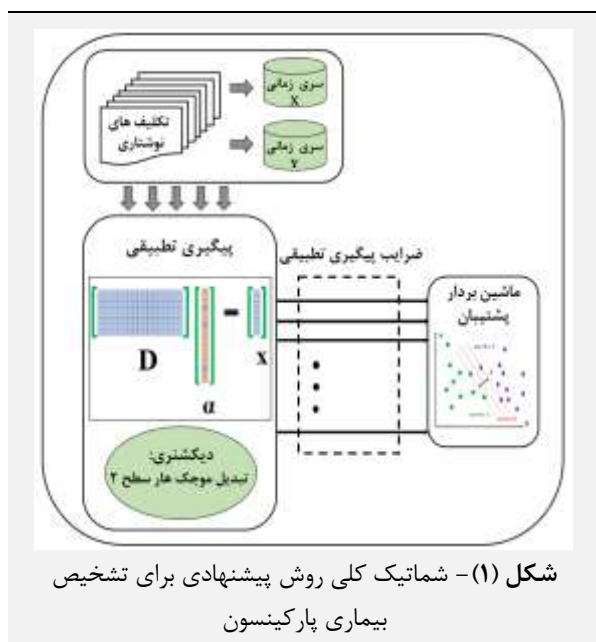 تکلیف های
نوشتاری
سری زمانی
X
سری زمانی
Y
پیگیری تطبیقی
D
α
x
دیکشنری:
تبدیل موجک هار سطح ۲
ضرایب پیگیری تطبیقی
ماشین بردار
پشتیبان
شکل (۱)- شماتیک کلی روش پیشنهادی برای تشخیص
بیماری پارکینسون